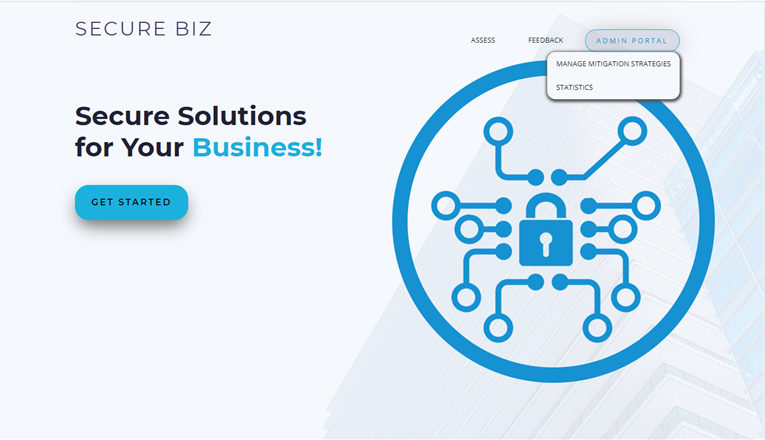 SECURE BIZ
ASSESS
FEEDBACK
ADMIN PORTAL
MANAGE MITIGATION STRATEGIES
STATISTICS
Secure Solutions
for Your Business!
GET STARTED